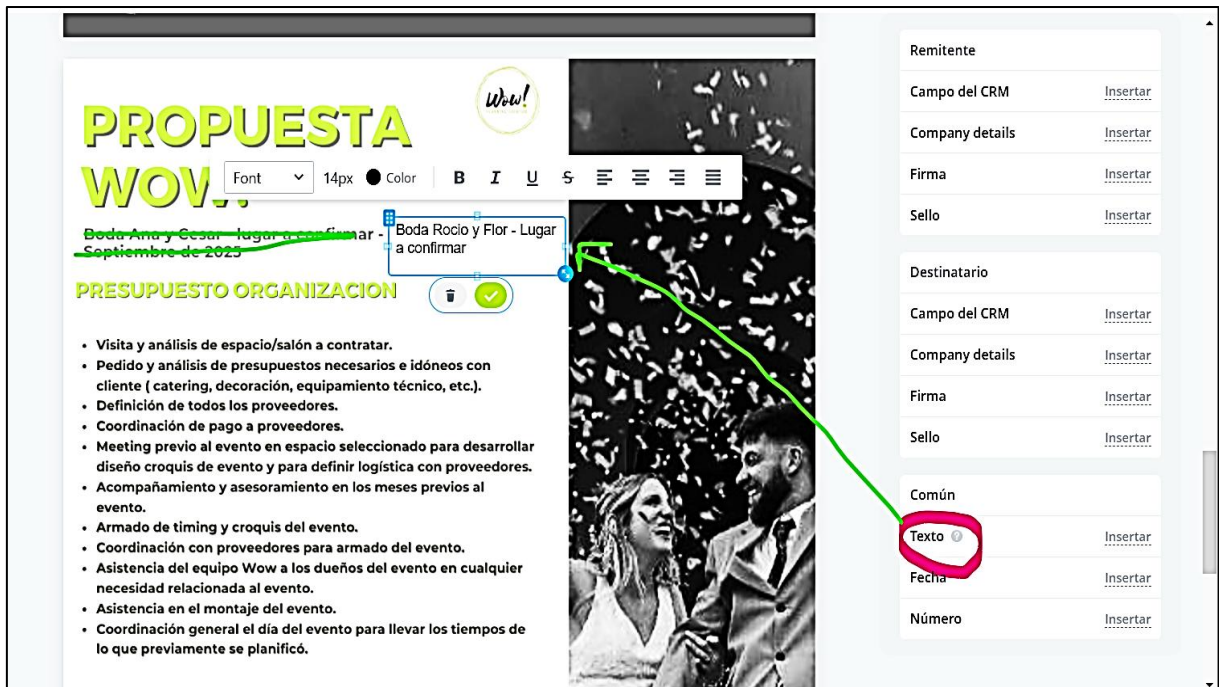 Wow!
PROPUESTA
WOW!
Font 14px Color B I U S
Boda Ana y Cesar - lugar a confirmar -
Septiembre de 2025
Boda Rocio y Flor - Lugar
a confirmar
PRESUPUESTO ORGANIZACION
• Visita y análisis de espacio/salón a contratar.
• Pedido y análisis de presupuestos necesarios e idóneos con
cliente ( catering, decoración, equipamiento técnico, etc.).
• Definición de todos los proveedores.
• Coordinación de pago a proveedores.
• Meeting previo al evento en espacio seleccionado para desarrollar
diseño croquis de evento y para definir logística con proveedores.
• Acompañamiento y asesoramiento en los meses previos al
evento.
• Armado de timing y croquis del evento.
• Coordinación con proveedores para armado del evento.
• Asistencia del equipo Wow a los dueños del evento en cualquier
necesidad relacionada al evento.
• Asistencia en el montaje del evento.
• Coordinación general el día del evento para llevar los tiempos de
lo que previamente se planificó.
Remitente
Campo del CRM Insertar
Company details Insertar
Firma Insertar
Sello Insertar
Destinatario
Campo del CRM Insertar
Company details Insertar
Firma Insertar
Sello Insertar
Común
Texto ? Insertar
Fecha Insertar
Número Insertar